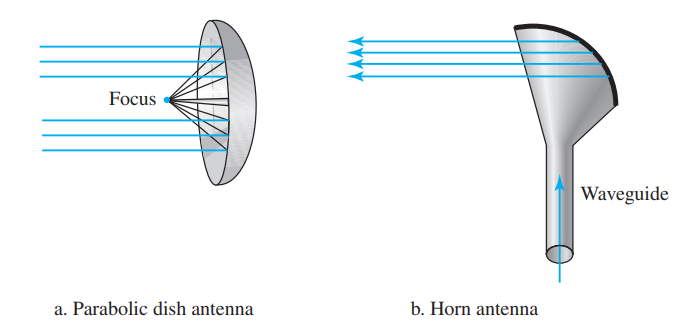 Focus
Waveguide
a. Parabolic dish antenna
b. Horn antenna